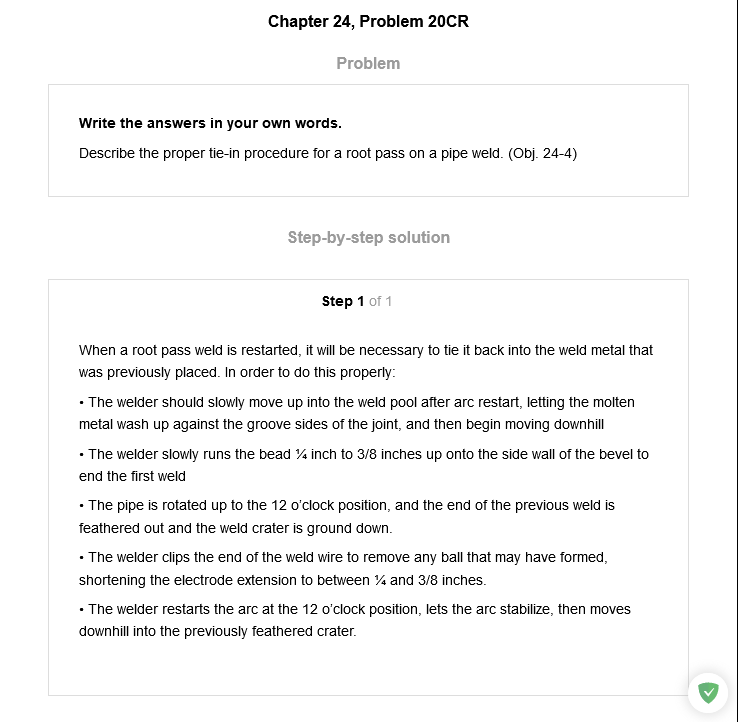 Chapter 24, Problem 20CR
Problem
Write the answers in your own words.
Describe the proper tie-in procedure for a root pass on a pipe weld. (Obj. 24-4)
Step-by-step solution
Step 1 of 1
When a root pass weld is restarted, it will be necessary to tie it back into the weld metal that
was previously placed. In order to do this properly:
• The welder should slowly move up into the weld pool after arc restart, letting the molten
metal wash up against the groove sides of the joint, and then begin moving downhill
• The welder slowly runs the bead ¼ inch to 3/8 inches up onto the side wall of the bevel to
end the first weld
• The pipe is rotated up to the 12 o’clock position, and the end of the previous weld is
feathered out and the weld crater is ground down.
• The welder clips the end of the weld wire to remove any ball that may have formed,
shortening the electrode extension to between ¼ and 3/8 inches.
• The welder restarts the arc at the 12 o’clock position, lets the arc stabilize, then moves
downhill into the previously feathered crater.